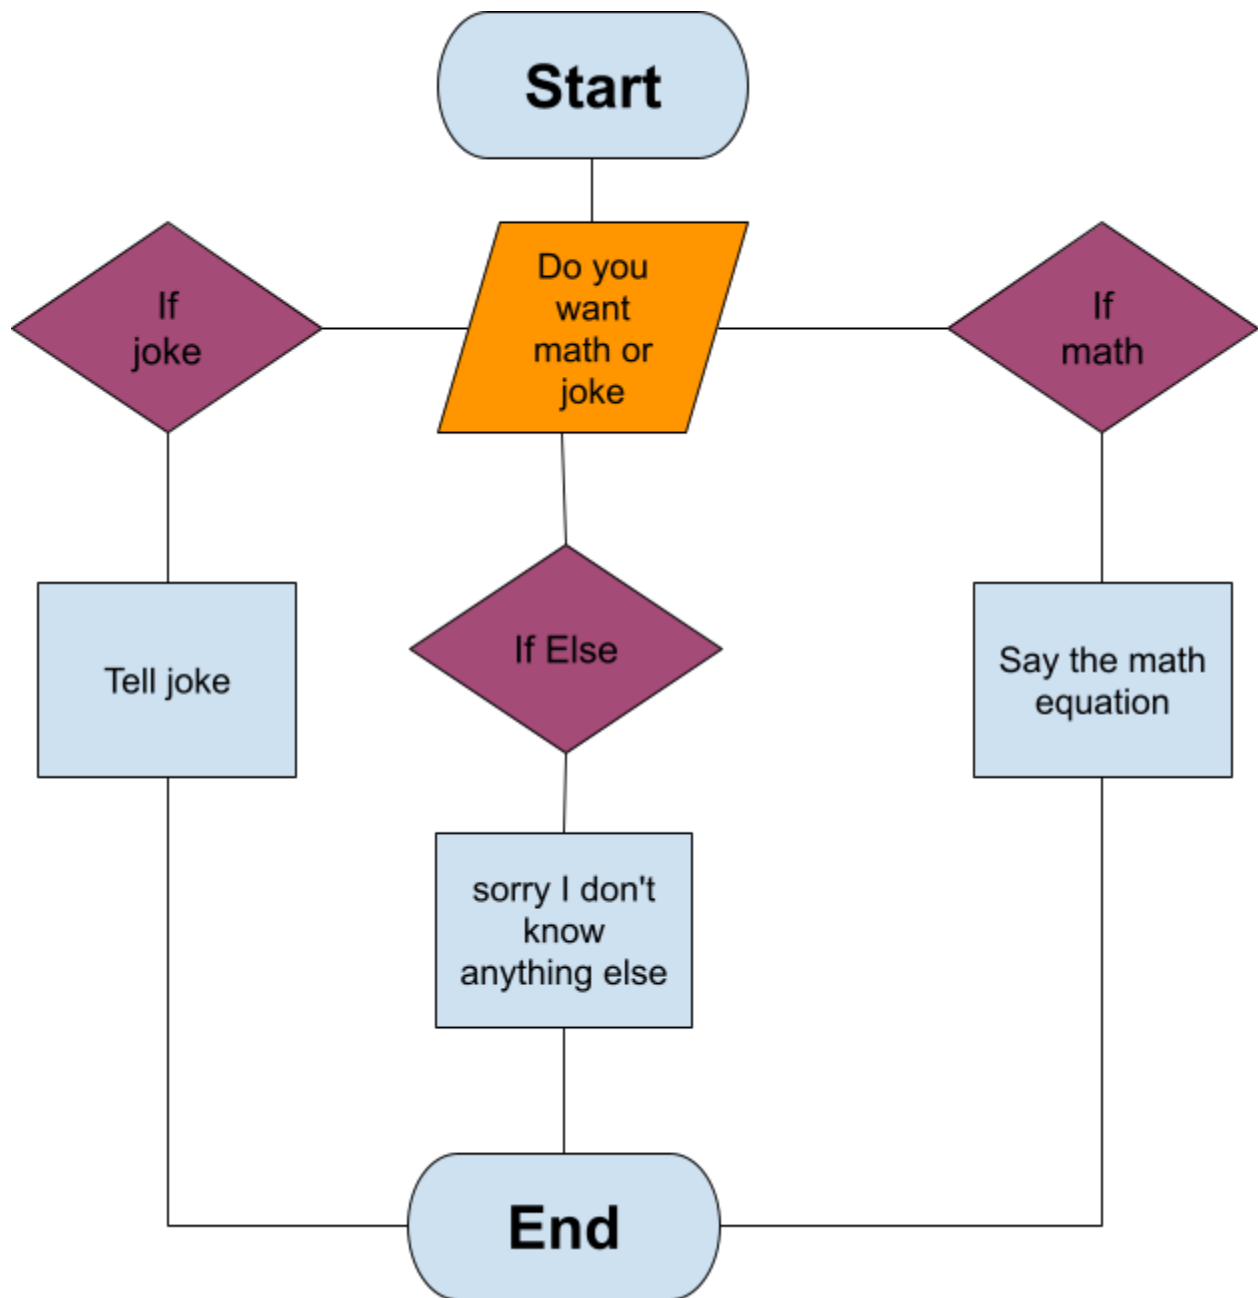 Start
Do you
want
math or
joke
If
joke
If
math
If Else
Tell joke
Say the math
equation
sorry I don't
know
anything else
End